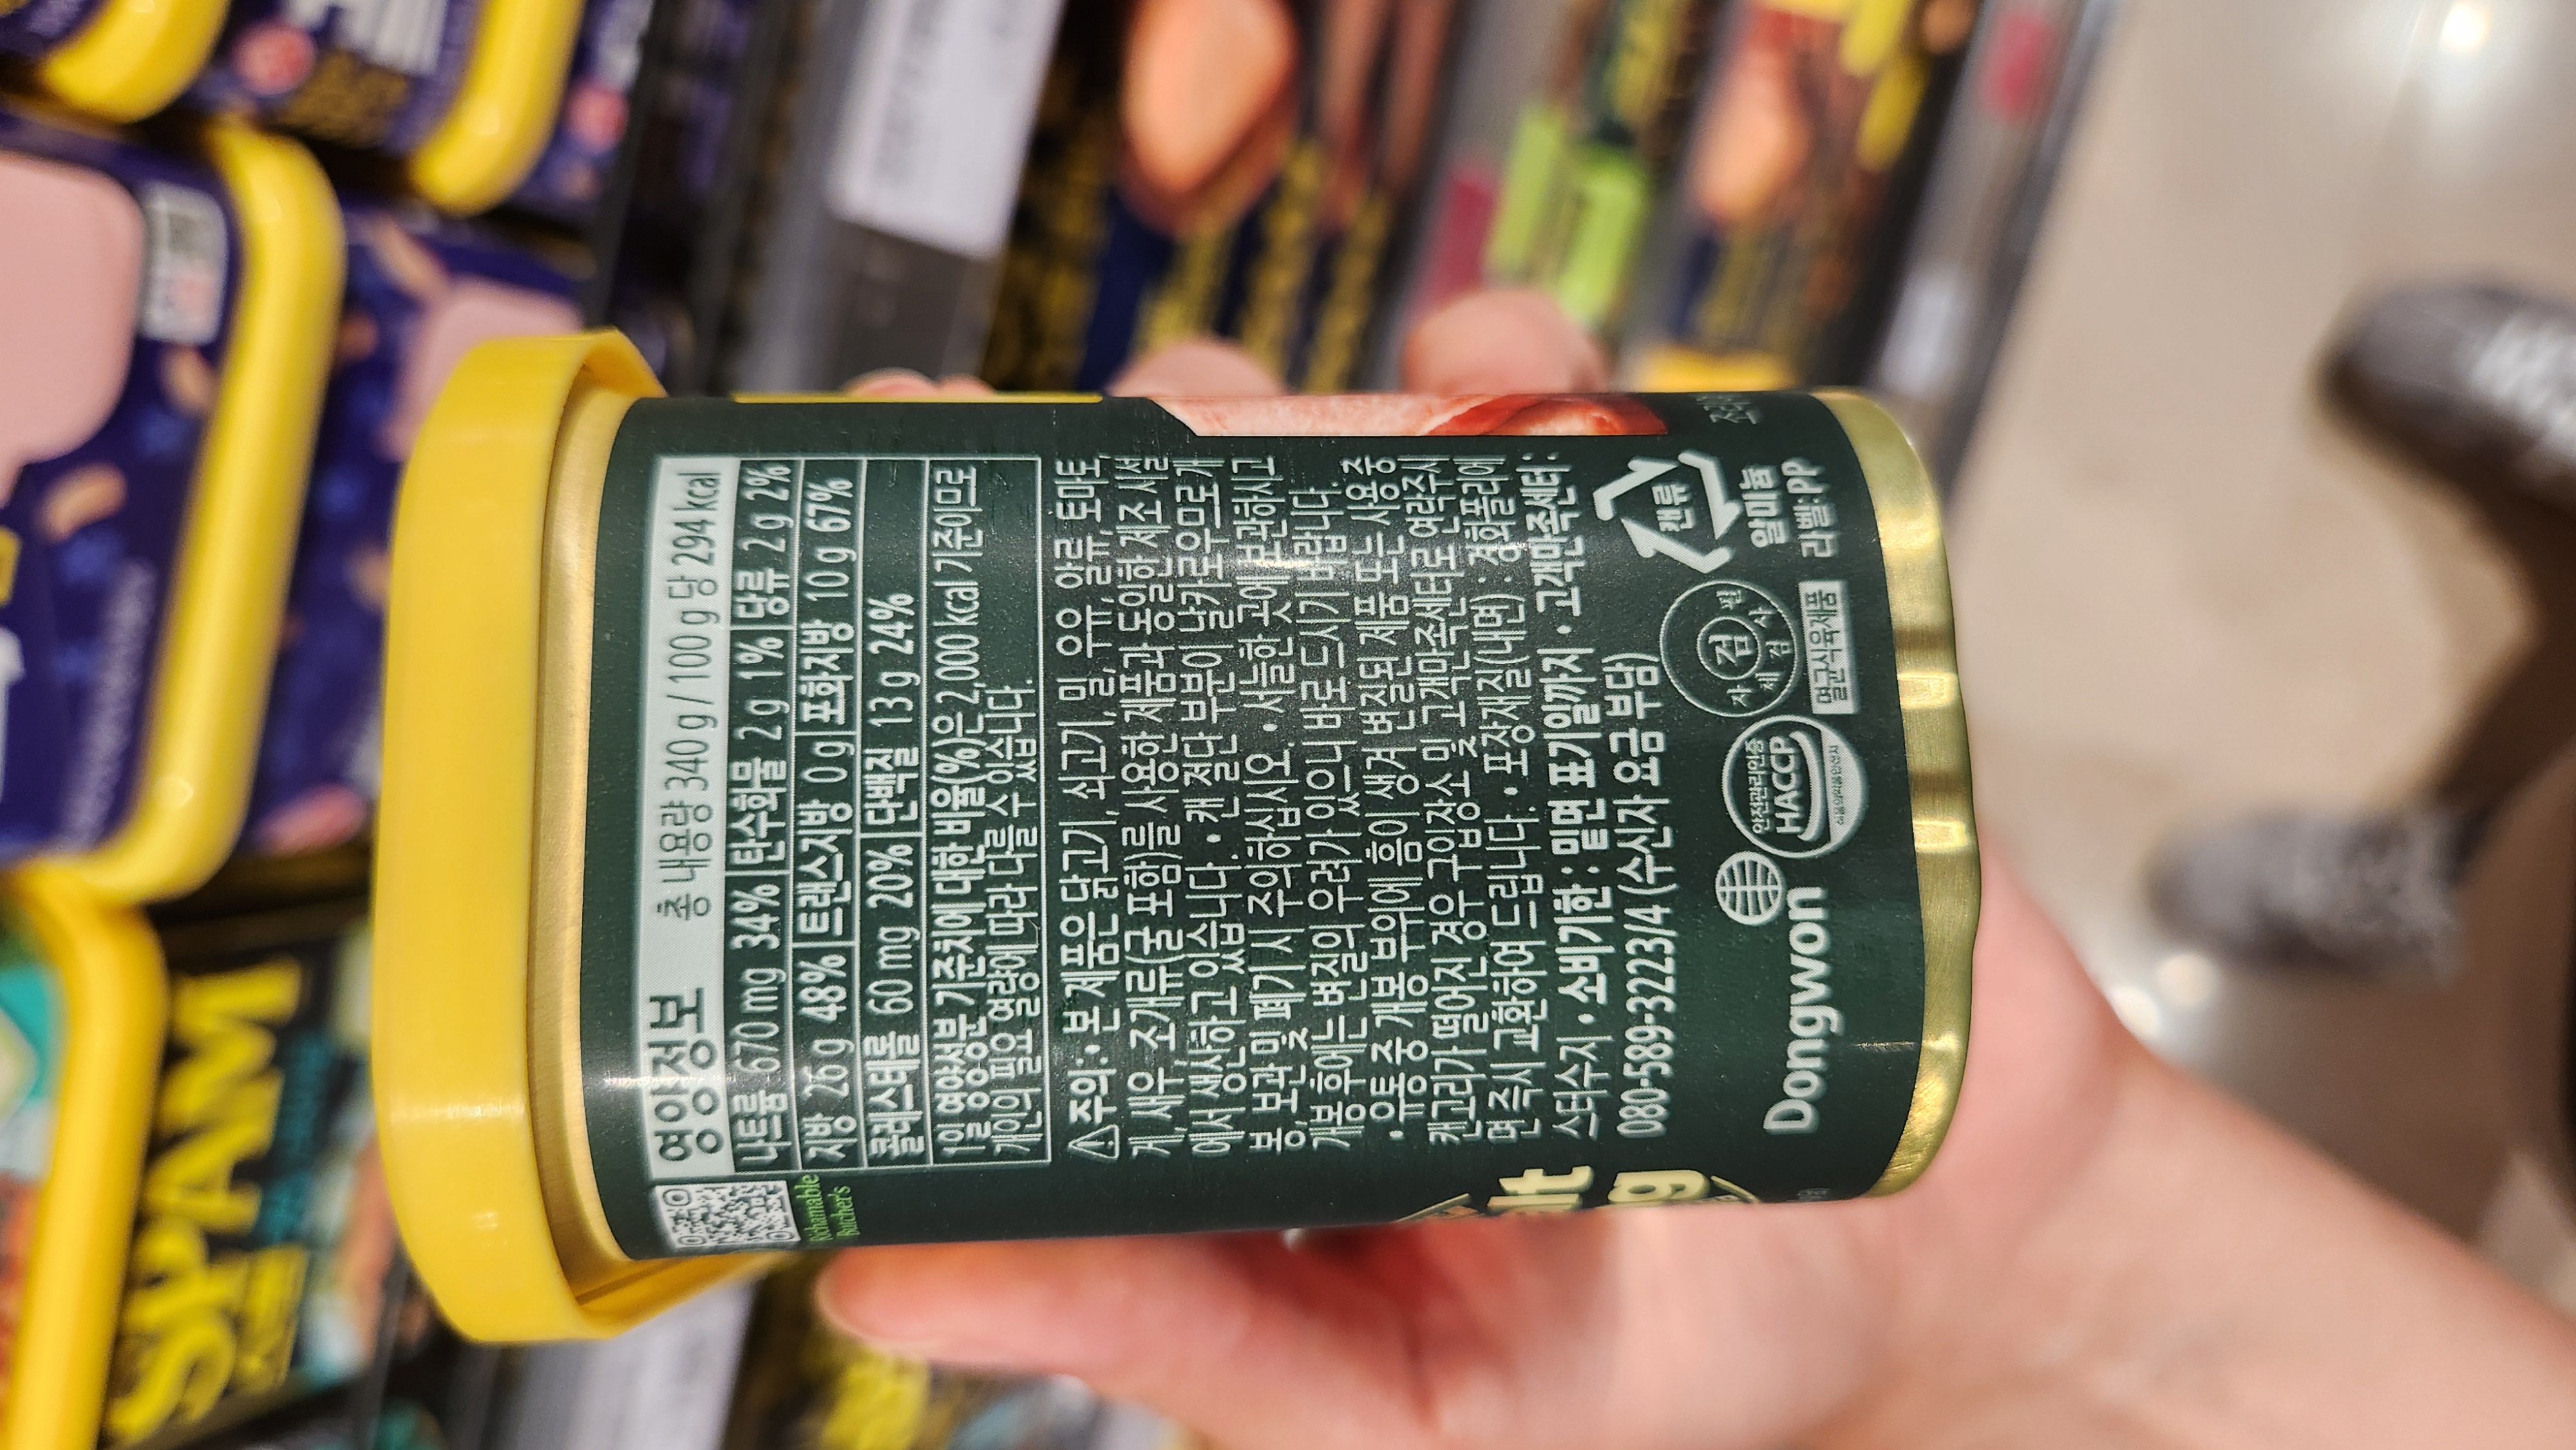 SPAM
영양정보 총 내용량 340 g / 100 g 당 294 kcal
나트륨 670 mg 34% 탄수화물 2 g 1% 당류 2 g 2%
지방 26 g 48% 트랜스지방 0 g 포화지방 10 g 67%
콜레스테롤 60 mg 20% 단백질 13 g 24%
1일 영양성분 기준치에 대한 비율(%)은 2,000 kcal 기준이므로
개인의 필요 열량에 따라 다를 수 있습니다.
Richamable
Butcher's
⚠주의:• 본 제품은 닭고기, 쇠고기, 밀, 우유, 알류, 토마토,
게, 새우, 조개류(굴 포함)를 사용한 제품과 동일한 제조 시설
에서 생산하고 있습니다. • 캔 절단 부분이 날카로우므로 개
봉, 보관 및 폐기 시 주의하십시오. • 서늘한 곳에 보관하시고
개봉 후에는 변질의 우려가 있으니 바로 드시기 바랍니다.
• 유통 중 개봉 부위에 흠이 생겨 변질된 제품 또는 사용 중
캔고리가 떨어진 경우 구입장소 및 고객만족센터로 연락주시
면 즉시 교환하여 드립니다. • 포장재질(내면) : 경화폴리에
스터수지 • 소비기한 : 밑면 표기일까지 • 고객만족센터 :
080-589-3223/4 (수신자 요금 부담)
캔류
알미늄
라벨: PP
Dongwon
안전관리인증
HACCP
식품의약품안전처
검
자체검사필
멸균식육제품